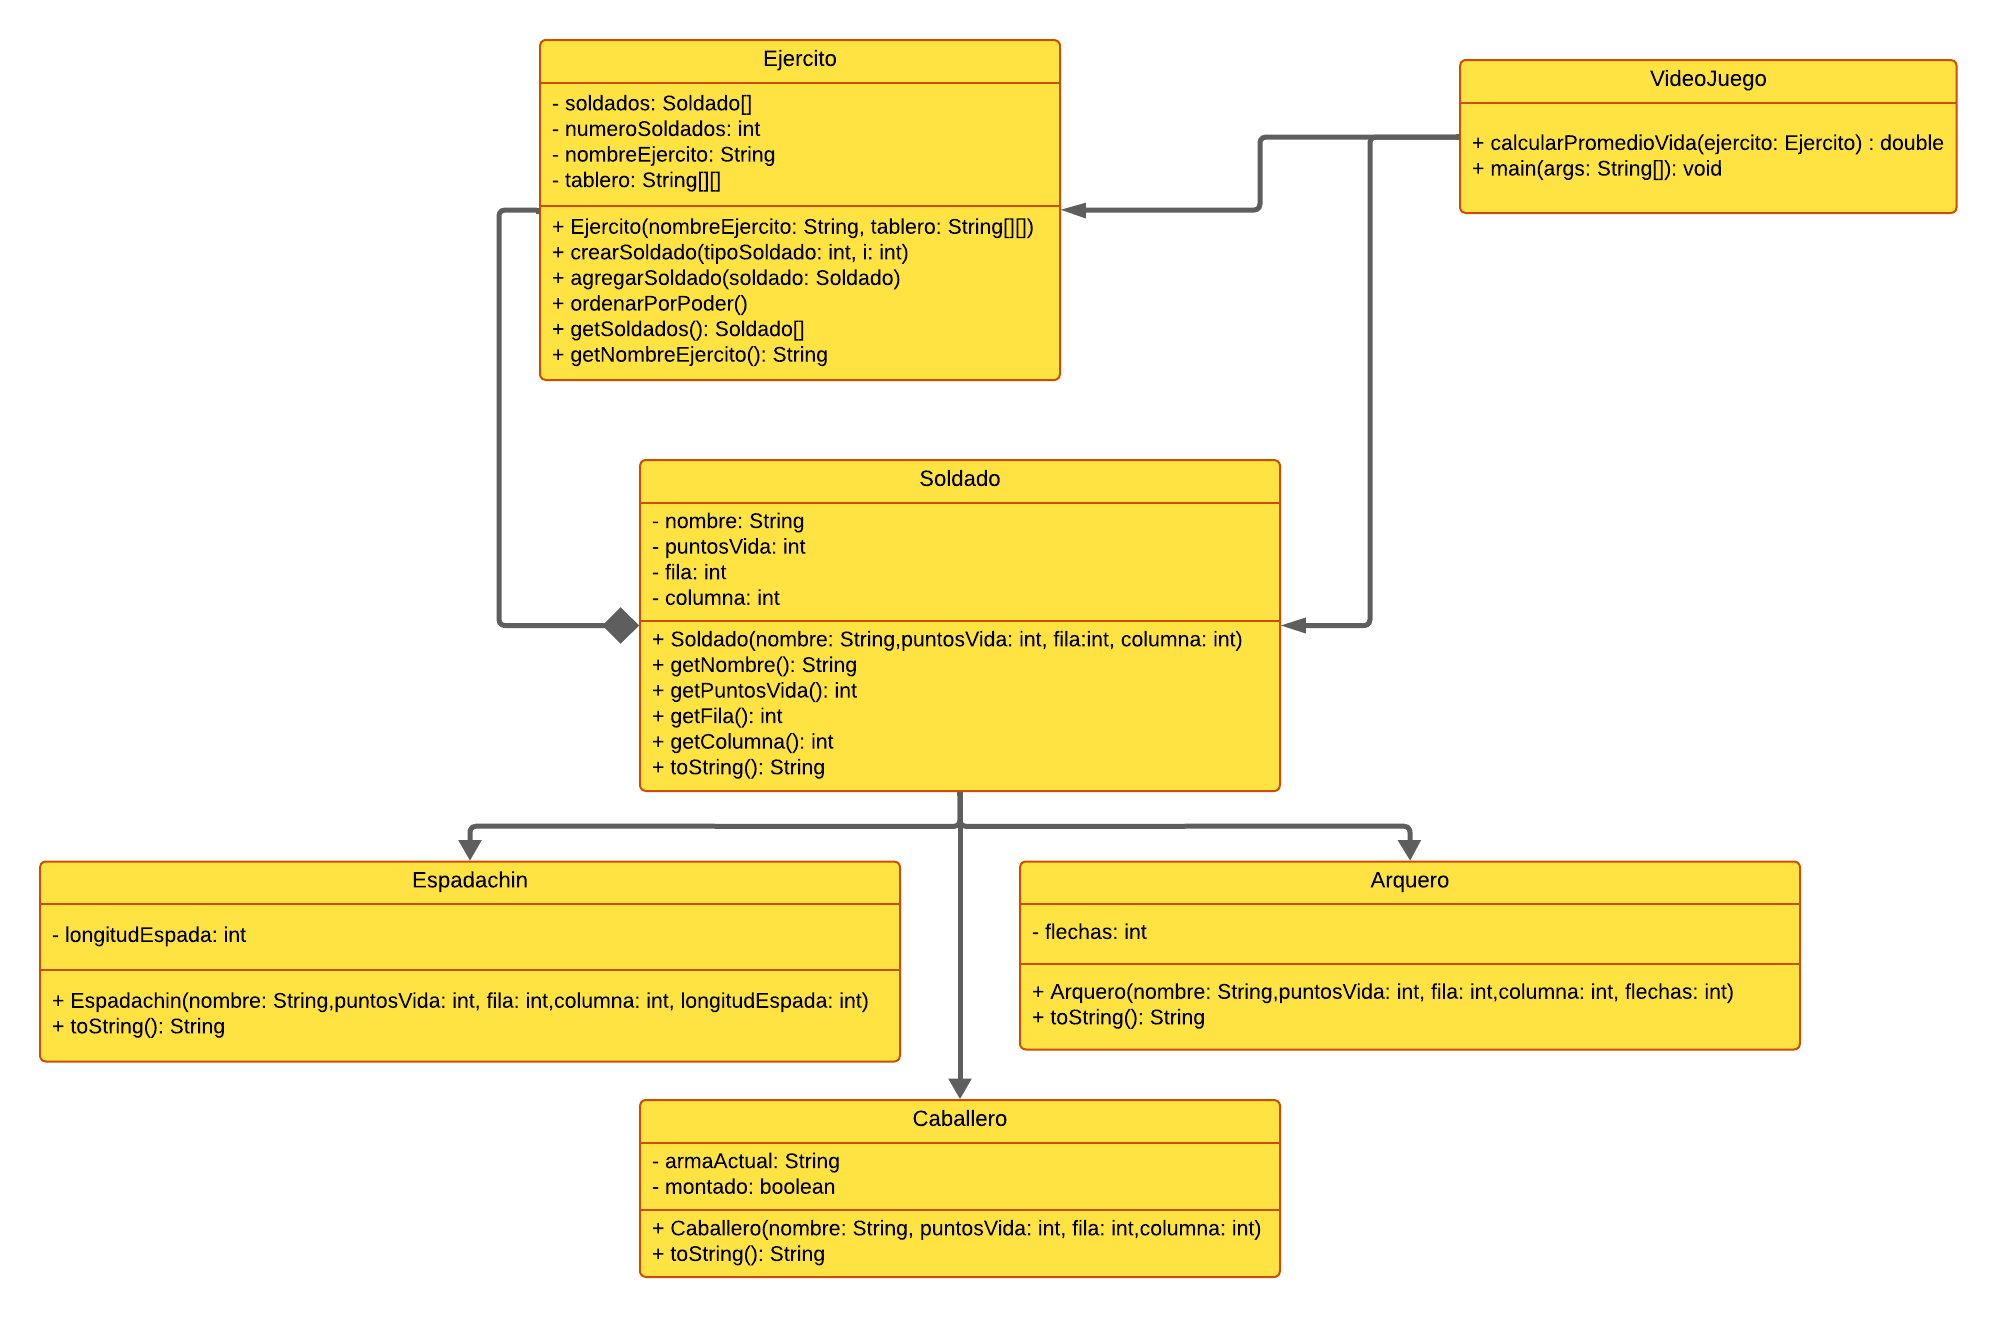 Ejercito
- soldados: Soldado[]
- numeroSoldados: int
- nombreEjercito: String
- tablero: String[][]
+ Ejercito(nombreEjercito: String, tablero: String[][])
+ crearSoldado(tipoSoldado: int, i: int)
+ agregarSoldado(soldado: Soldado)
+ ordenarPorPoder()
+ getSoldados(): Soldado[]
+ getNombreEjercito(): String
VideoJuego
+ calcularPromedioVida(ejercito: Ejercito) : double
+ main(args: String[]): void
Soldado
- nombre: String
- puntosVida: int
- fila: int
- columna: int
+ Soldado(nombre: String,puntosVida: int, fila:int, columna: int)
+ getNombre(): String
+ getPuntosVida(): int
+ getFila(): int
+ getColumna(): int
+ toString(): String
Espadachin
- longitudEspada: int
+ Espadachin(nombre: String,puntosVida: int, fila: int,columna: int, longitudEspada: int)
+ toString(): String
Arquero
- flechas: int
+ Arquero(nombre: String,puntosVida: int, fila: int,columna: int, flechas: int)
+ toString(): String
Caballero
- armaActual: String
- montado: boolean
+ Caballero(nombre: String, puntosVida: int, fila: int,columna: int)
+ toString(): String